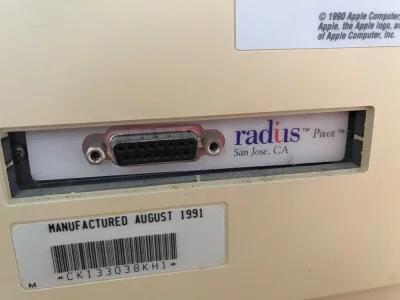 © 1990 Apple Computer,
Apple, the Apple logo,
of Apple Computer, Inc.
radius™ Pivot™
San Jose, CA
MANUFACTURED AUGUST 1991
*CK133038KH1*
M